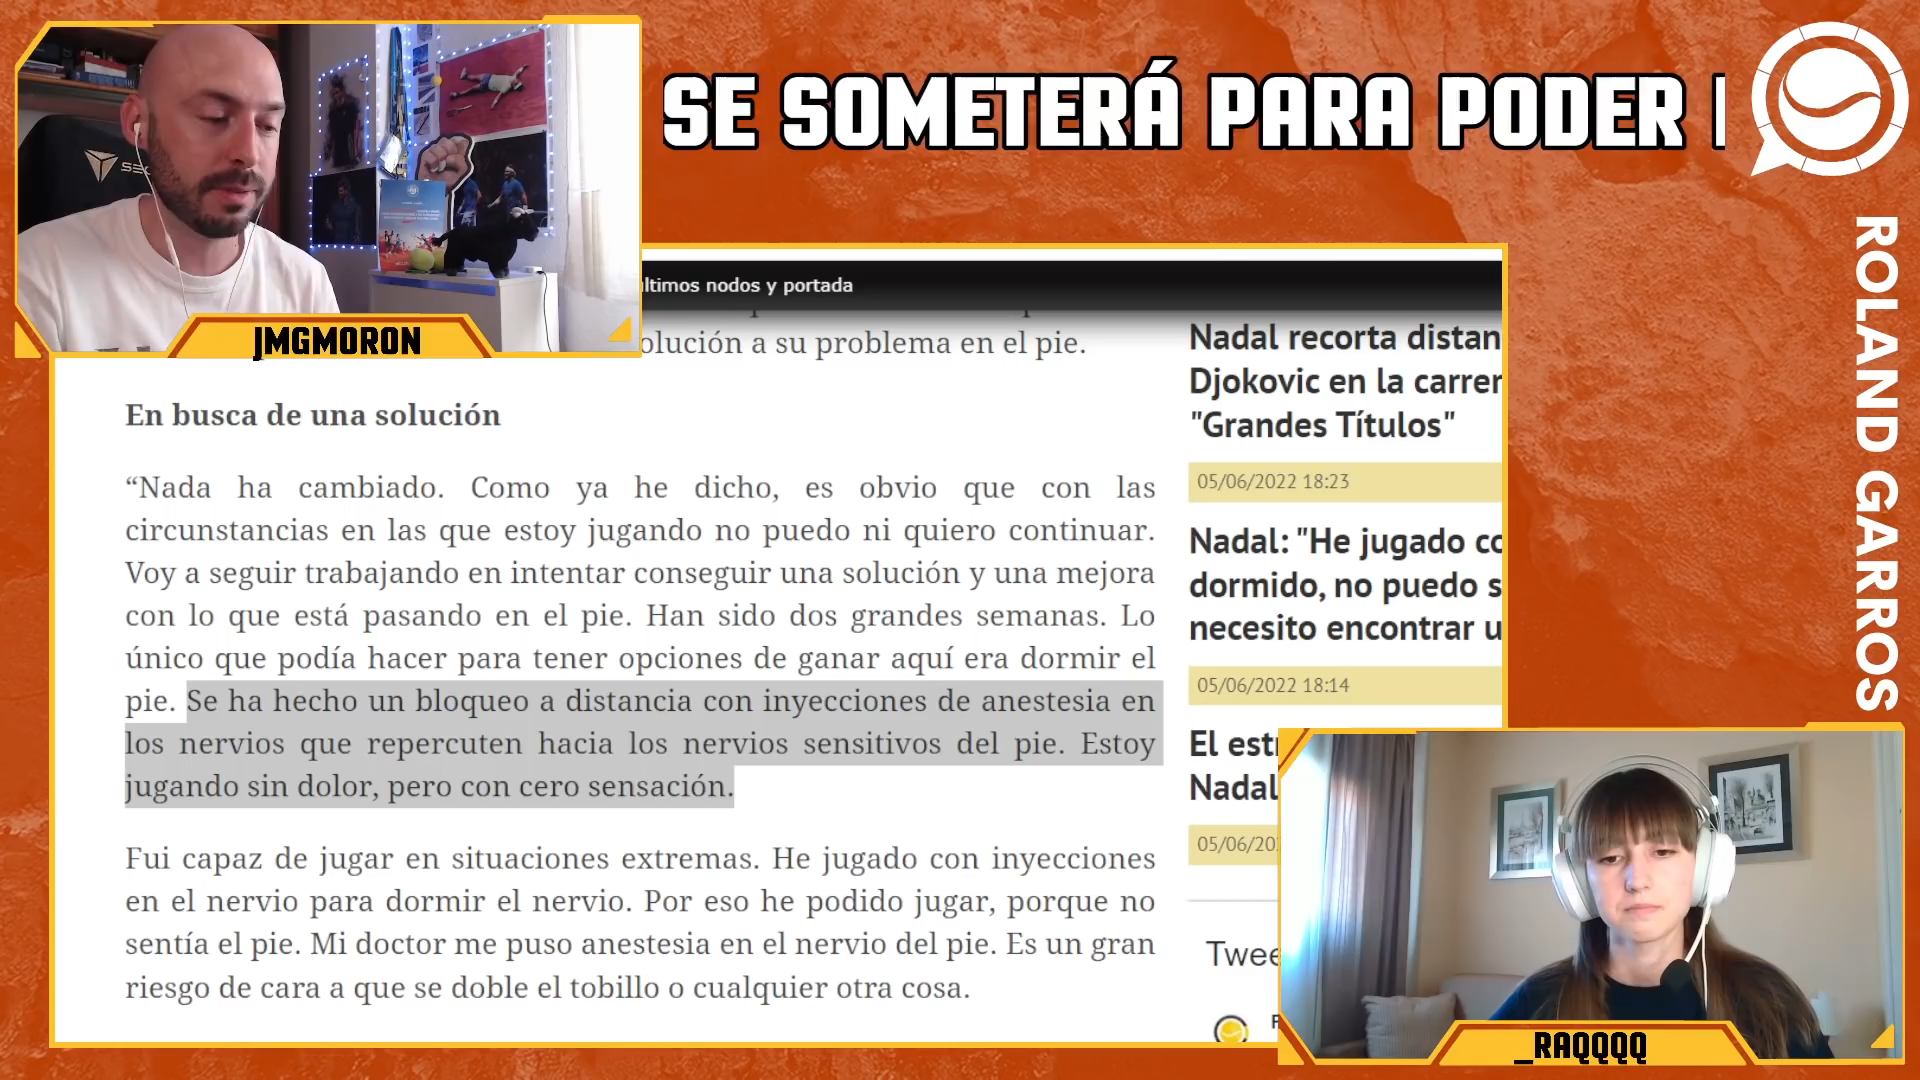 SE SOMETERÁ PARA PODER
ROLAND GARROS
JMGMORON
ltimos nodos y portada
olución a su problema en el pie.
En busca de una solución
“Nada ha cambiado. Como ya he dicho, es obvio que con las
circunstancias en las que estoy jugando no puedo ni quiero continuar.
Voy a seguir trabajando en intentar conseguir una solución y una mejora
con lo que está pasando en el pie. Han sido dos grandes semanas. Lo
único que podía hacer para tener opciones de ganar aquí era dormir el
pie. Se ha hecho un bloqueo a distancia con inyecciones de anestesia en
los nervios que repercuten hacia los nervios sensitivos del pie. Estoy
jugando sin dolor, pero con cero sensación.
Fui capaz de jugar en situaciones extremas. He jugado con inyecciones
en el nervio para dormir el nervio. Por eso he podido jugar, porque no
sentía el pie. Mi doctor me puso anestesia en el nervio del pie. Es un gran
riesgo de cara a que se doble el tobillo o cualquier otra cosa.
Nadal recorta distan
Djokovic en la carrer
"Grandes Títulos"
05/06/2022 18:23
Nadal: "He jugado co
dormido, no puedo s
necesito encontrar u
05/06/2022 18:14
El est
Nadal
05/06/20
Twee
_RAQQQQ